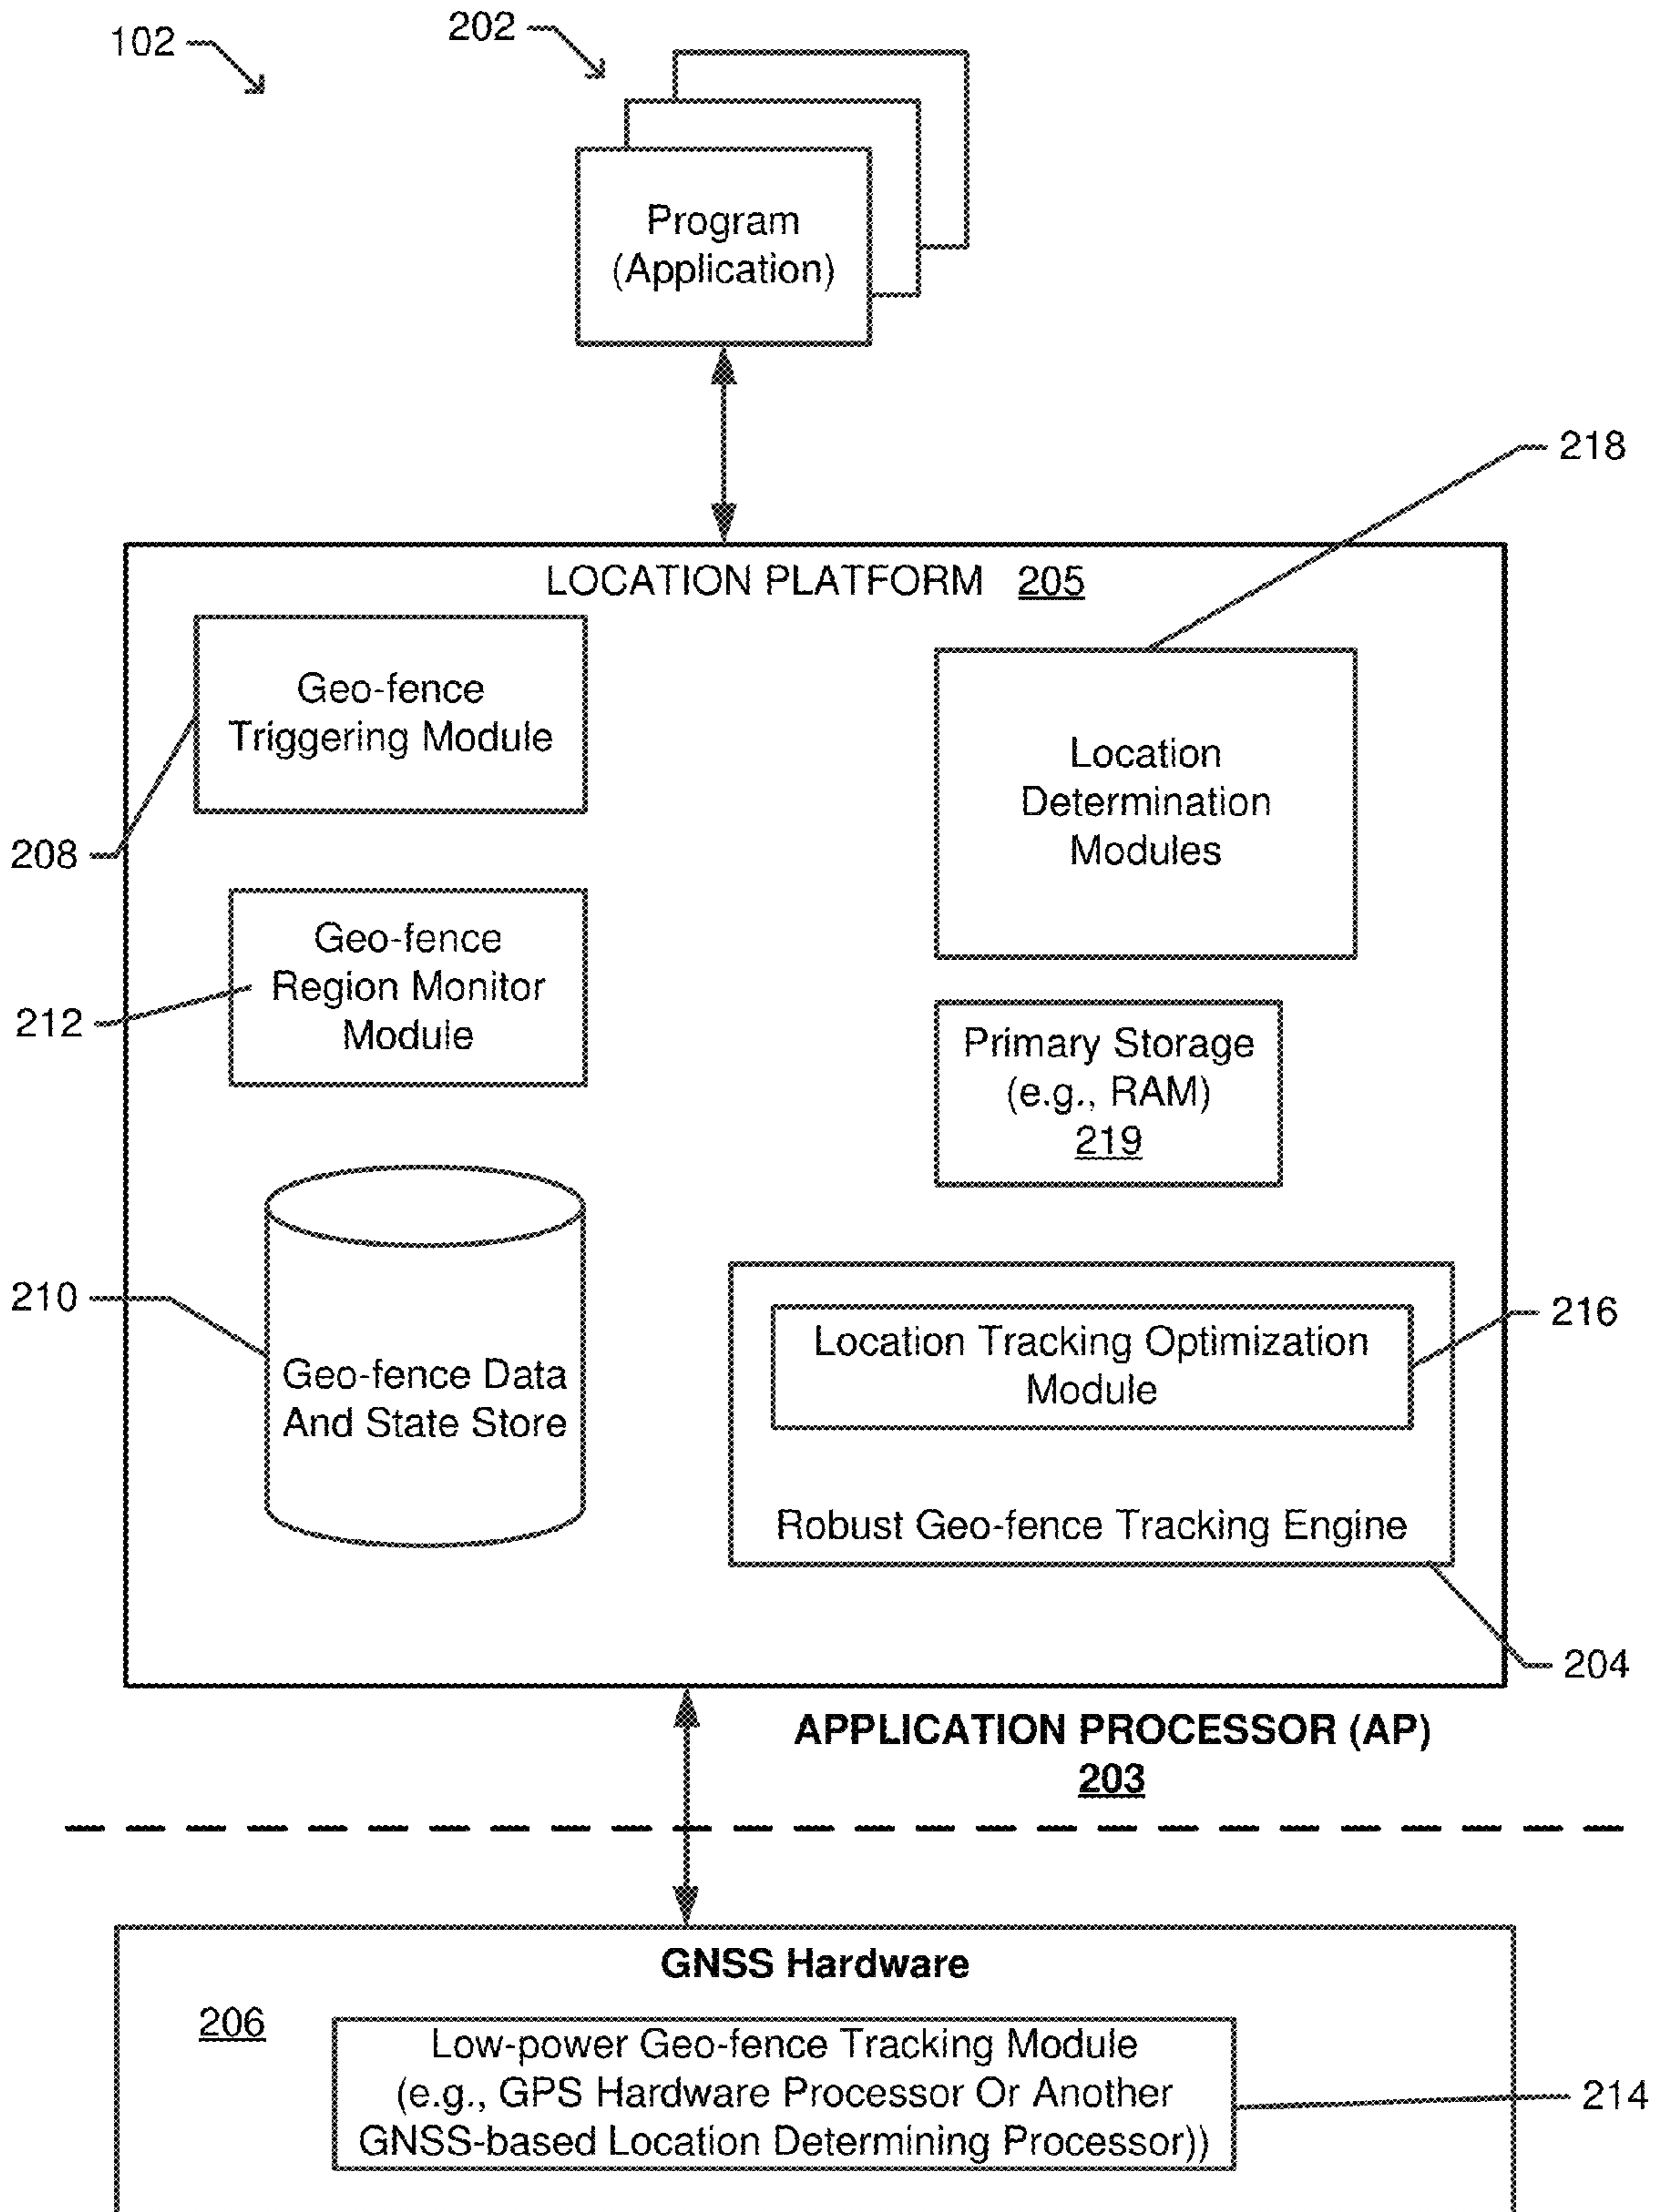 102
202
Program
(Application)
218
LOCATION PLATFORM 205
Geo-fence
Triggering Module
Location
Determination
Modules
208
Geo-fence
Region Monitor
Module
212
Primary Storage
(e.g., RAM)
219
210
Geo-fence Data
And State Store
Location Tracking Optimization
Module
216
Robust Geo-fence Tracking Engine
204
APPLICATION PROCESSOR (AP)
203
GNSS Hardware
206
Low-power Geo-fence Tracking Module
(e.g., GPS Hardware Processor Or Another
GNSS-based Location Determining Processor))
214